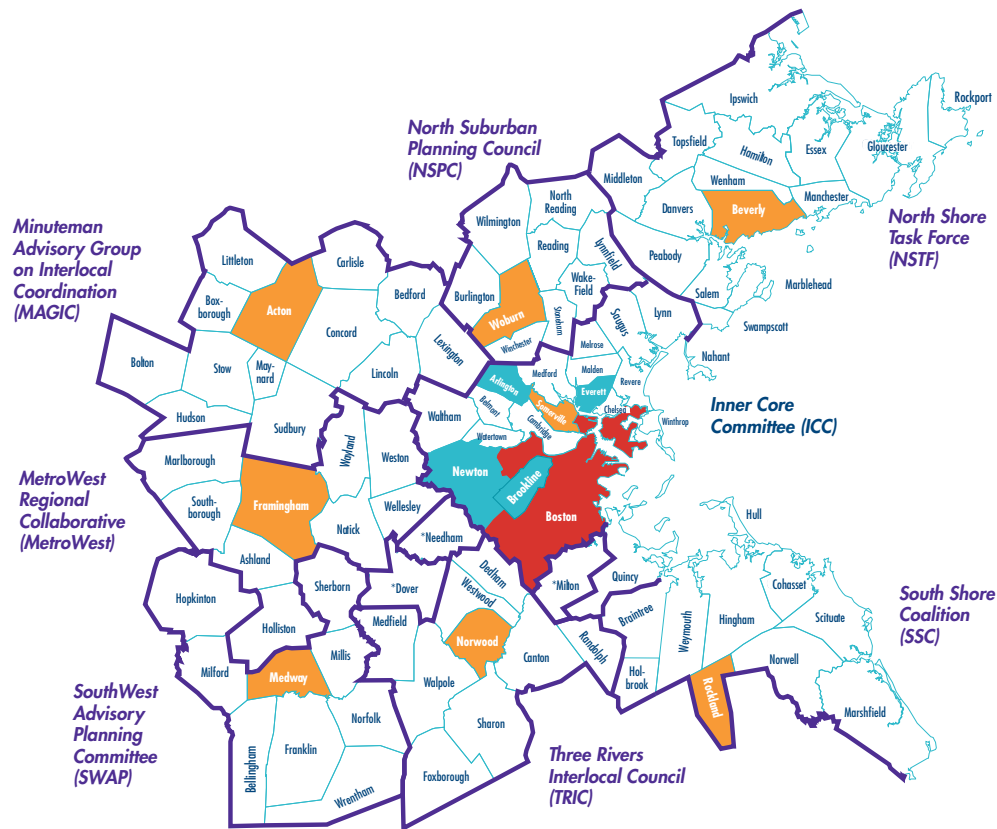 North Suburban
Planning Council
(NSPC)
Minuteman
Advisory Group
on Interlocal
Coordination
(MAGIC)
North Shore
Task Force
(NSTF)
Inner Core
Committee (ICC)
MetroWest
Regional
Collaborative
(MetroWest)
South Shore
Coalition
(SSC)
SouthWest
Advisory
Planning
Committee
(SWAP)
Three Rivers
Interlocal Council
(TRIC)
Ipswich
Rockport
Topsfield
Hamilton
Essex
Gloucester
Middleton
Wenham
Manchester
Danvers
Beverly
Peabody
Salem
Marblehead
Swampscott
Nahant
Wilmington
North
Reading
Reading
Lynnfield
Wake-
Field
Burlington
Woburn
Stoneham
Winchester
Saugus
Lynn
Melrose
Medford
Malden
Revere
Everett
Chelsea
Winthrop
Arlington
Somerville
Belmont
Cambridge
Watertown
Waltham
Newton
Brookline
Boston
Littleton
Carlisle
Box-
borough
Acton
Bedford
Concord
Lexington
Bolton
Stow
May-
nard
Lincoln
Hudson
Sudbury
Marlborough
Wayland
Weston
South-
borough
Framingham
Natick
Wellesley
Ashland
*Needham
Hopkinton
Holliston
Sherborn
*Dover
Dedham
Westwood
*Milton
Quincy
Hull
Milford
Medway
Millis
Medfield
Norwood
Walpole
Canton
Randolph
Norfolk
Sharon
Bellingham
Franklin
Wrentham
Foxborough
Braintree
Hol-
brook
Weymouth
Hingham
Cohasset
Scituate
Rockland
Norwell
Marshfield